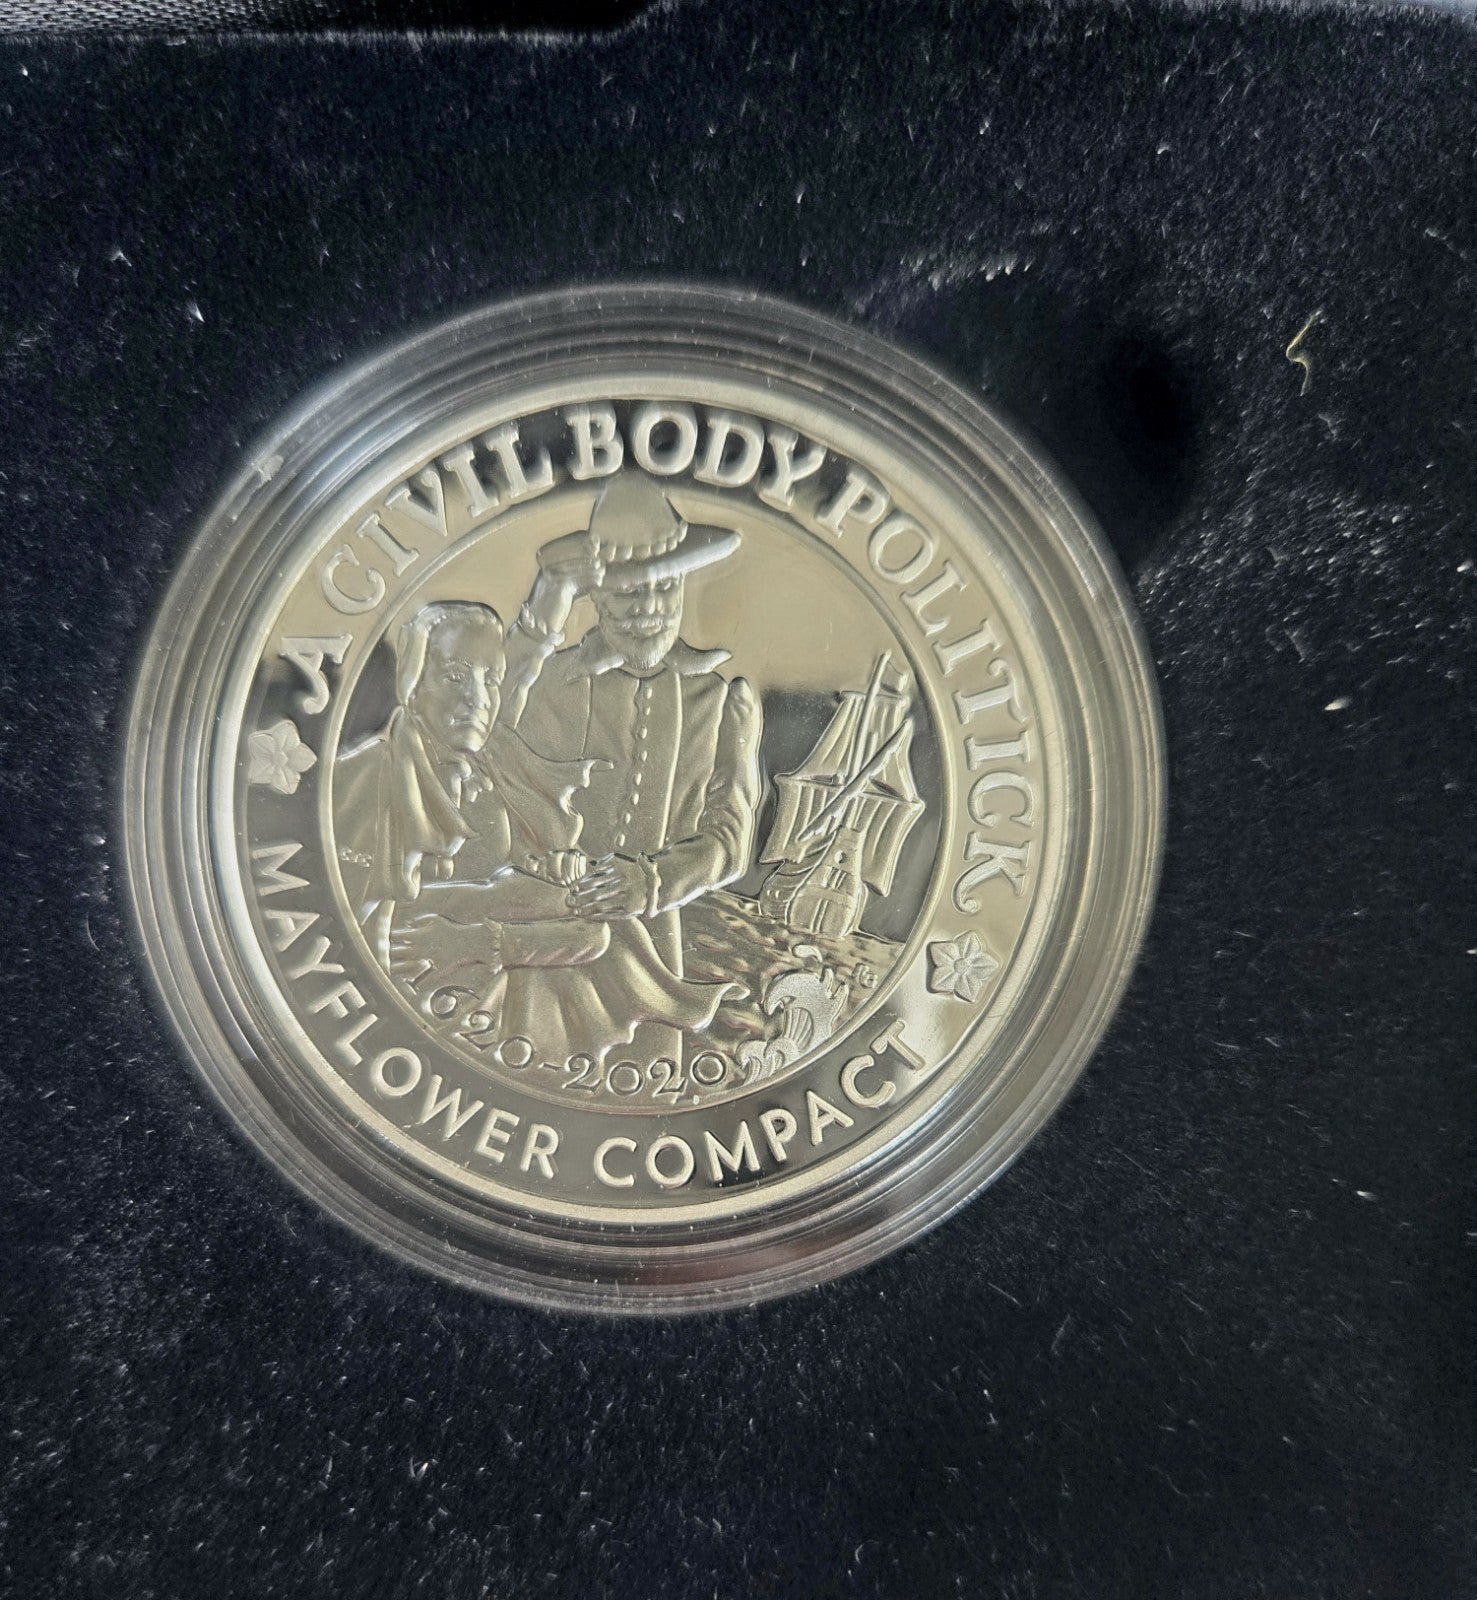 A CIVIL BODY POLITICK
1620-2020
MAYFLOWER COMPACT